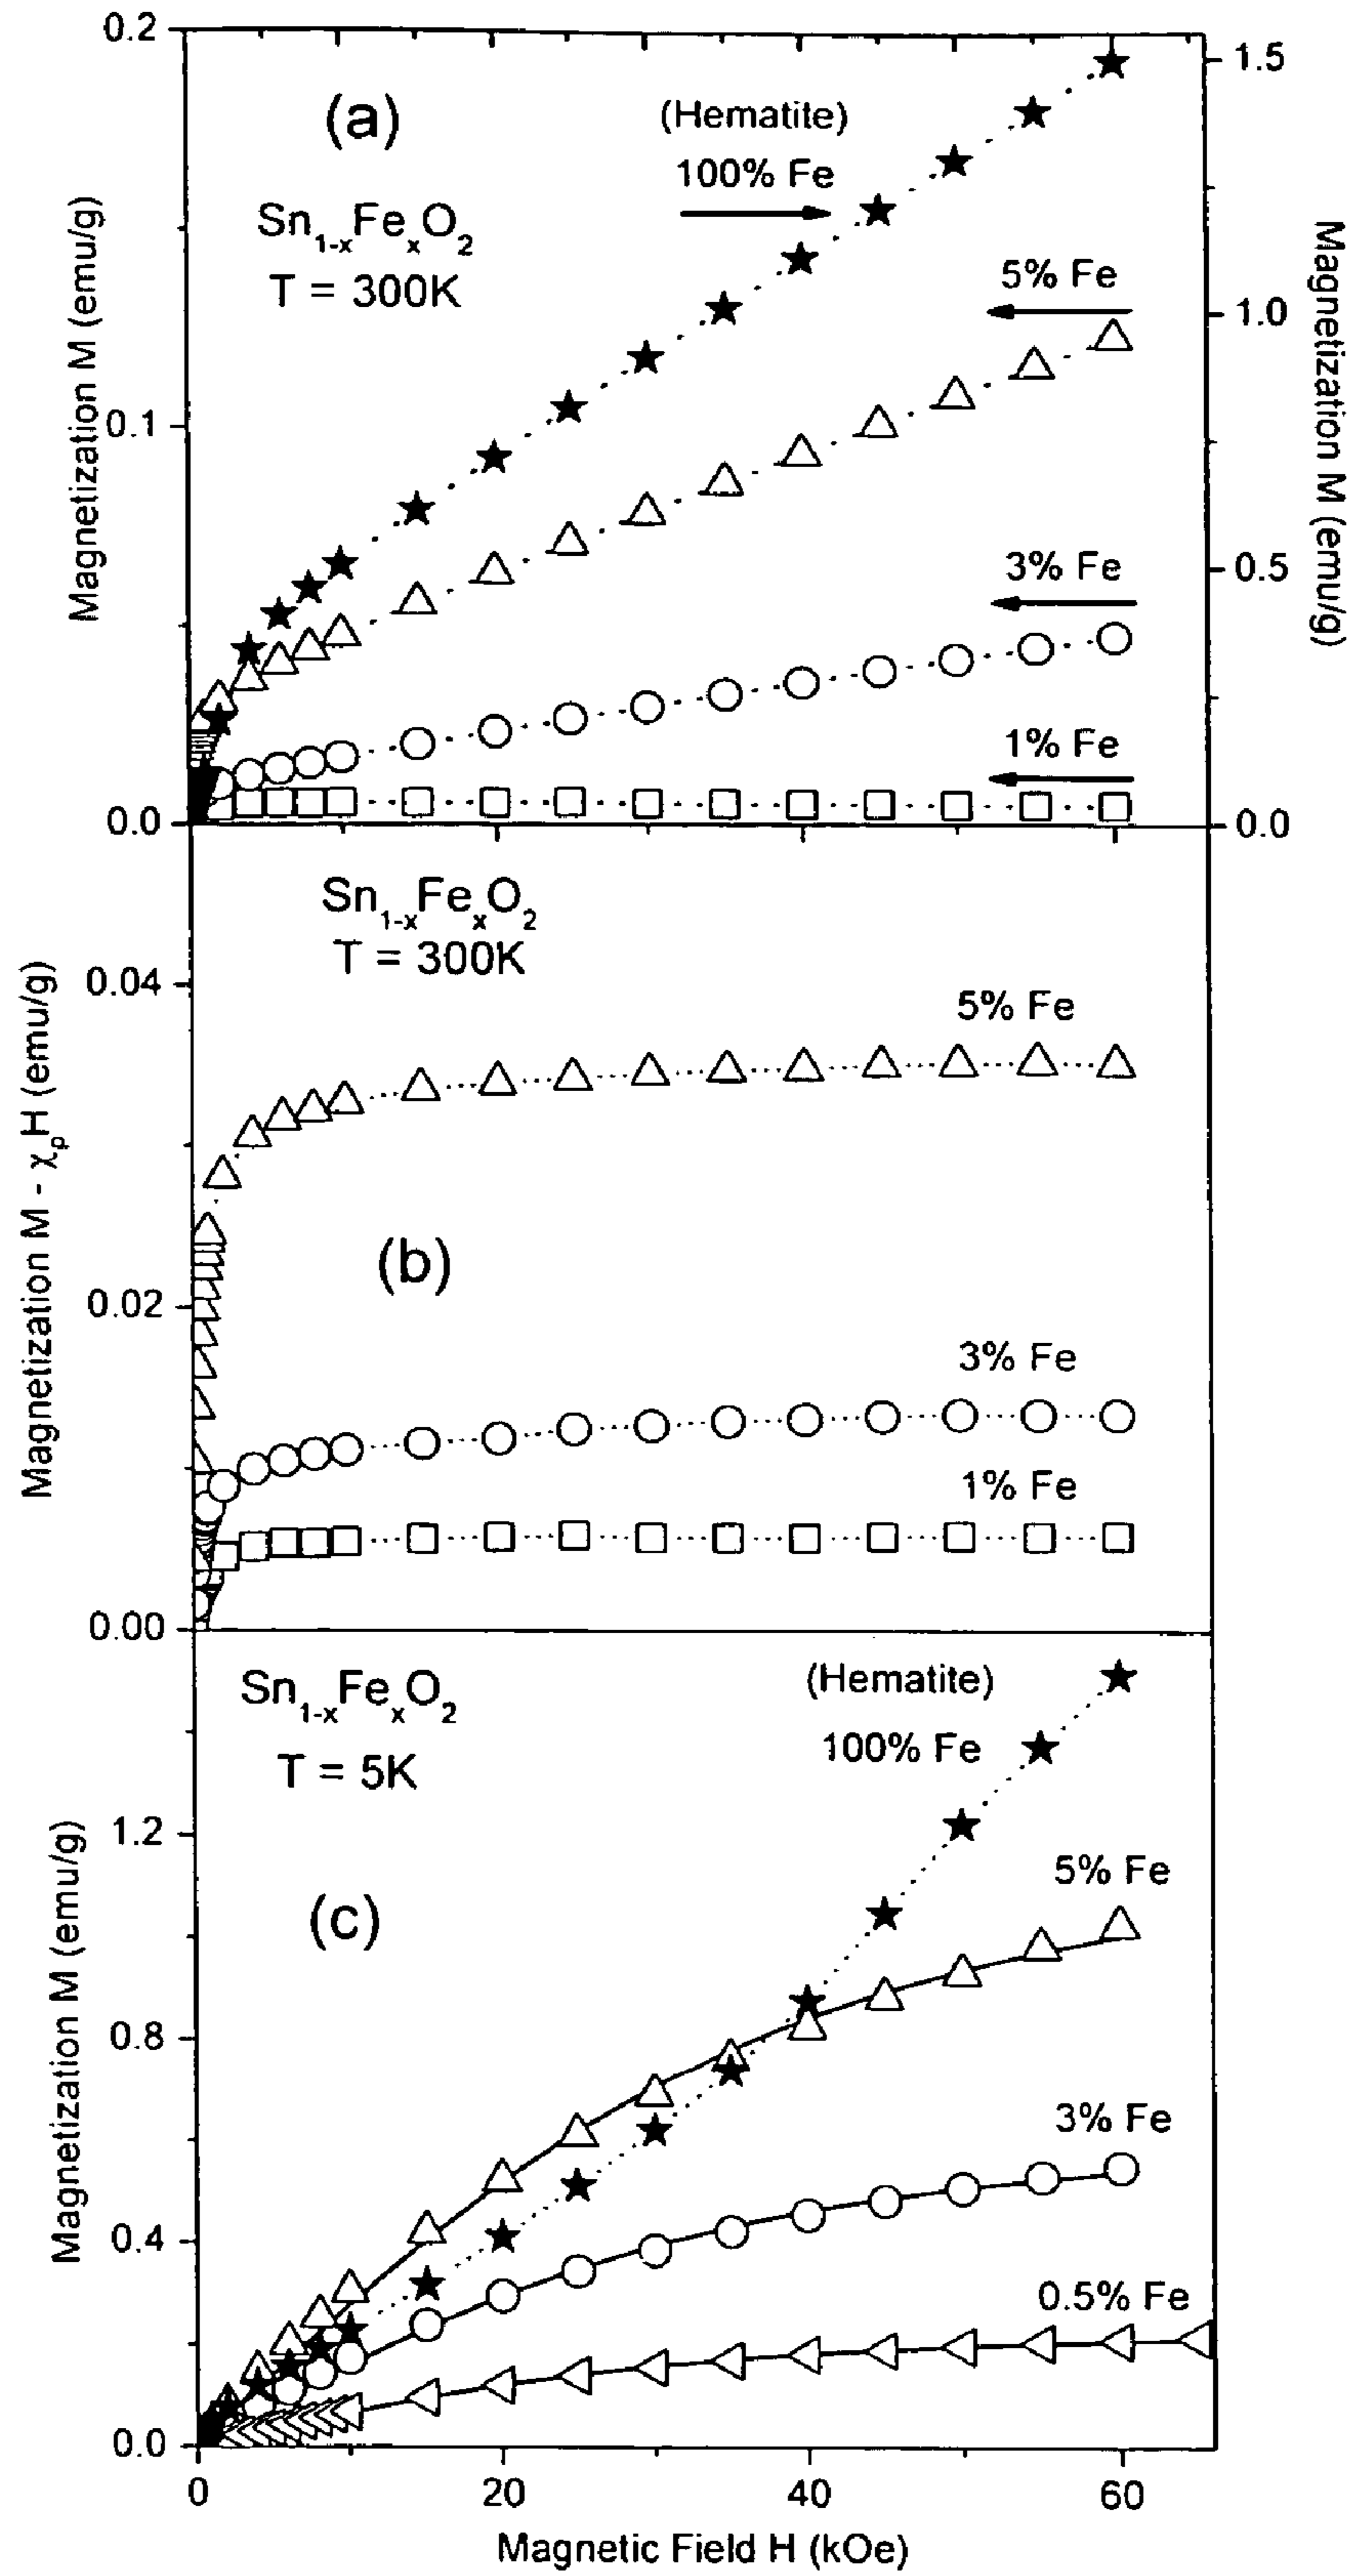 0.2
(a)
(Hematite)
100% Fe
1.5
Sn1-xFexO2
T = 300K
5% Fe
1.0
Magnetization M (emu/g)
Magnetization M (emu/g)
0.1
3% Fe
0.5
1% Fe
0.0
0.0
Sn1-xFexO2
T = 300K
0.04
5% Fe
Magnetization M - χpH (emu/g)
(b)
0.02
3% Fe
1% Fe
0.00
Sn1-xFexO2
T = 5K
(Hematite)
100% Fe
1.2
5% Fe
(c)
Magnetization M (emu/g)
0.8
3% Fe
0.4
0.5% Fe
0.0
0 20 40 60
Magnetic Field H (kOe)